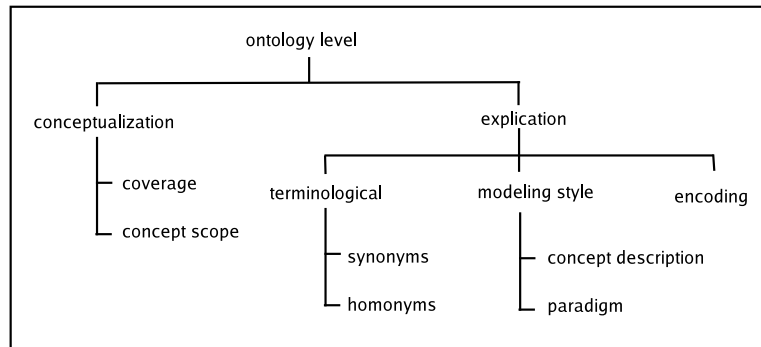 ontology level
conceptualization
explication
coverage
concept scope
terminological
modeling style
encoding
synonyms
homonyms
concept description
paradigm